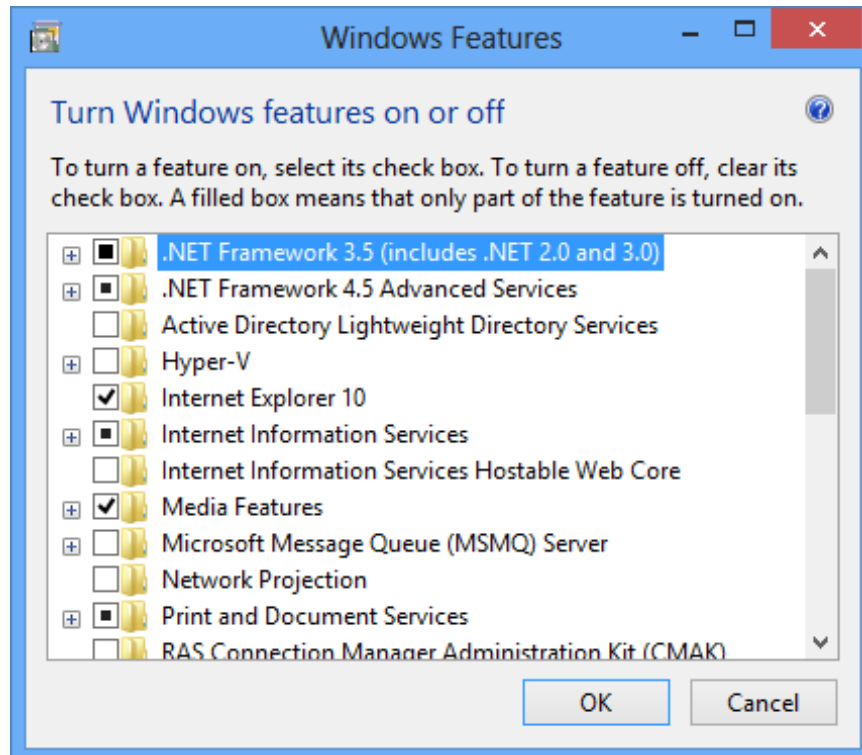 Windows Features
Turn Windows features on or off
To turn a feature on, select its check box. To turn a feature off, clear its
check box. A filled box means that only part of the feature is turned on.
.NET Framework 3.5 (includes .NET 2.0 and 3.0)
.NET Framework 4.5 Advanced Services
Active Directory Lightweight Directory Services
Hyper-V
Internet Explorer 10
Internet Information Services
Internet Information Services Hostable Web Core
Media Features
Microsoft Message Queue (MSMQ) Server
Network Projection
Print and Document Services
RAS Connection Manager Administration Kit (CMAK)
OK Cancel